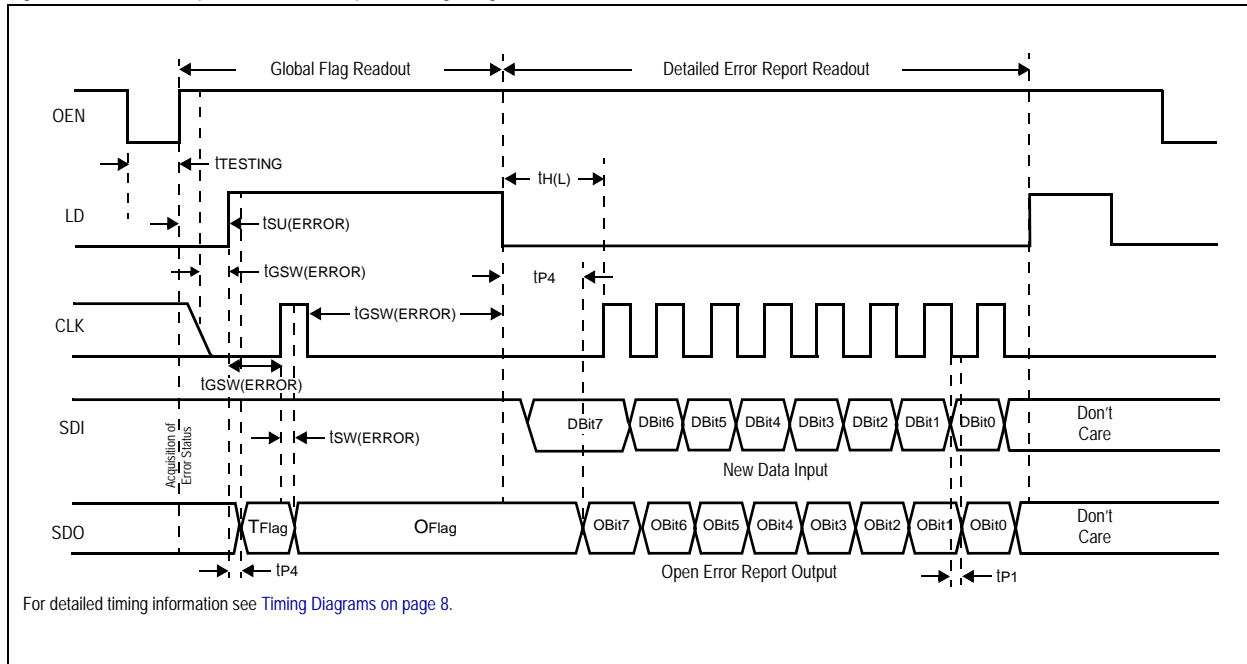 Global Flag Readout
Detailed Error Report Readout
OEN
tTESTING
tH(L)
LD
tSU(ERROR)
tGSW(ERROR)
tP4
CLK
tGSW(ERROR)
tGSW(ERROR)
SDI
DBit7
DBit6
DBit5
DBit4
DBit3
DBit2
DBit1
DBit0
Don't
Care
tSW(ERROR)
Acquisition of
Error Status
New Data Input
SDO
TFlag
OFlag
OBit7
OBit6
OBit5
OBit4
OBit3
OBit2
OBit1
OBit0
Don't
Care
tP4
Open Error Report Output
tP1
For detailed timing information see Timing Diagrams on page 8.